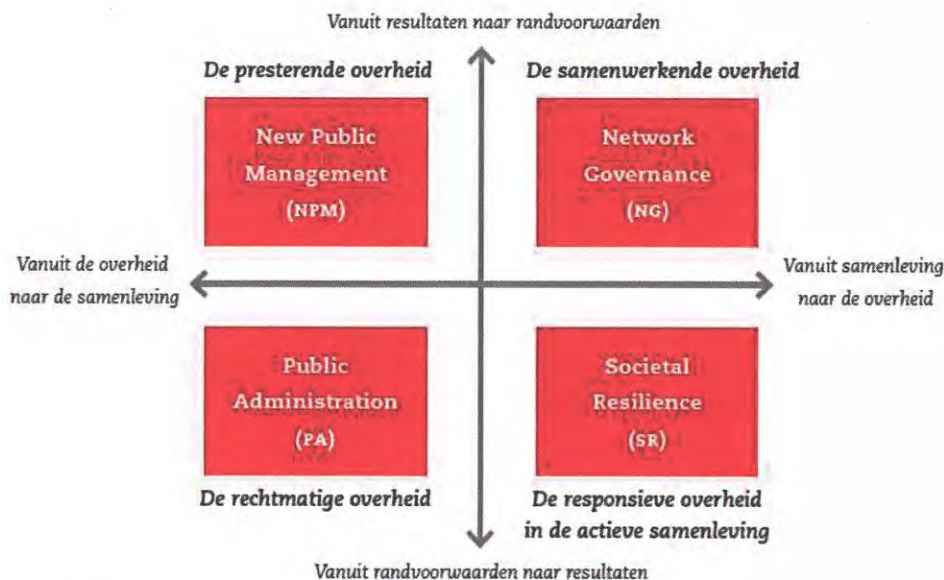 Vanuit resultaten naar randvoorwaarden
De presterende overheid
De samenwerkende overheid
New Public
Management
(NPM)
Network
Governance
(NG)
Vanuit de overheid
naar de samenleving
Vanuit samenleving
naar de overheid
Public
Administration
(PA)
Societal
Resilience
(SR)
De rechtmatige overheid
De responsieve overheid
in de actieve samenleving
Vanuit randvoorwaarden naar resultaten